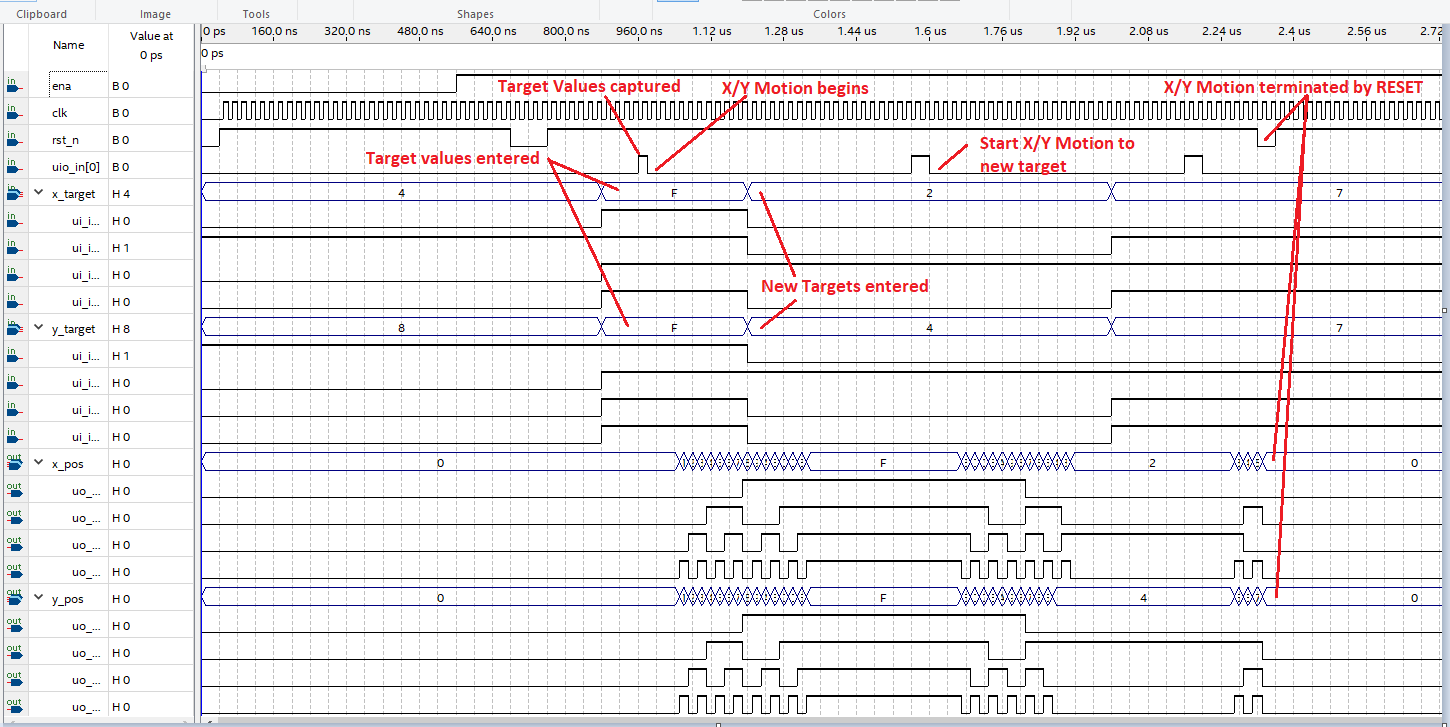 Clipboard Image Tools Shapes Colors
Name Value at 0 ps
0 ps 160.0 ns 320.0 ns 480.0 ns 640.0 ns 800.0 ns 960.0 ns 1.12 us 1.28 us 1.44 us 1.6 us 1.76 us 1.92 us 2.08 us 2.24 us 2.4 us 2.56 us 2.72
0 ps
in ena B 0
Target Values captured
X/Y Motion begins
X/Y Motion terminated by RESET
in clk B 0
in rst_n B 0
Start X/Y Motion to
new target
Target values entered
in uio_in[0] B 0
in x_target H 4 4 F 2 7
in ui_i... H 0
in ui_i... H 1
in ui_i... H 0
New Targets entered
in ui_i... H 0
in y_target H 8 8 F 4 7
in ui_i... H 1
in ui_i... H 0
in ui_i... H 0
in ui_i... H 0
out x_pos H 0 0 F 2 0
out uo_... H 0
out uo_... H 0
out uo_... H 0
out uo_... H 0
out y_pos H 0 0 F 4 0
out uo_... H 0
out uo_... H 0
out uo_... H 0
out uo_... H 0